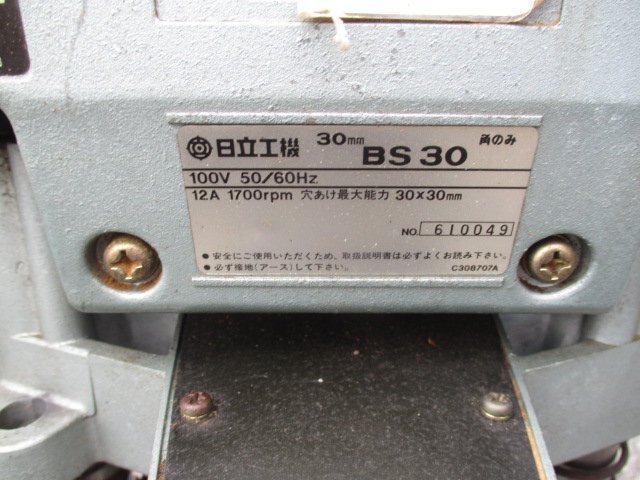 日立工機 30mm BS 30 角のみ
100V 50/60Hz
12A 1700rpm 穴あけ最大能力 30×30mm
NO. 610049
●安全にご使用いただくため、取扱説明書は必ずよくお読み下さい。
●必ず接地(アース)して下さい。 C308707A